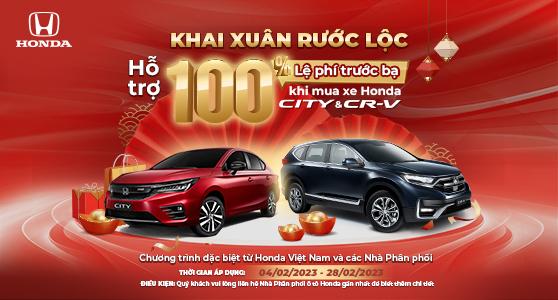 HONDA
KHAI XUÂN RƯỚC LỘC
Hỗ trợ 100% Lệ phí trước bạ
khi mua xe Honda
CITY & CR-V
CITY
Chương trình đặc biệt từ Honda Việt Nam và các Nhà Phân phối
THỜI GIAN ÁP DỤNG: 04/02/2023 - 28/02/2023
ĐIỀU KIỆN: Quý khách vui lòng liên hệ Nhà Phân phối ô tô Honda gần nhất để biết thêm chi tiết